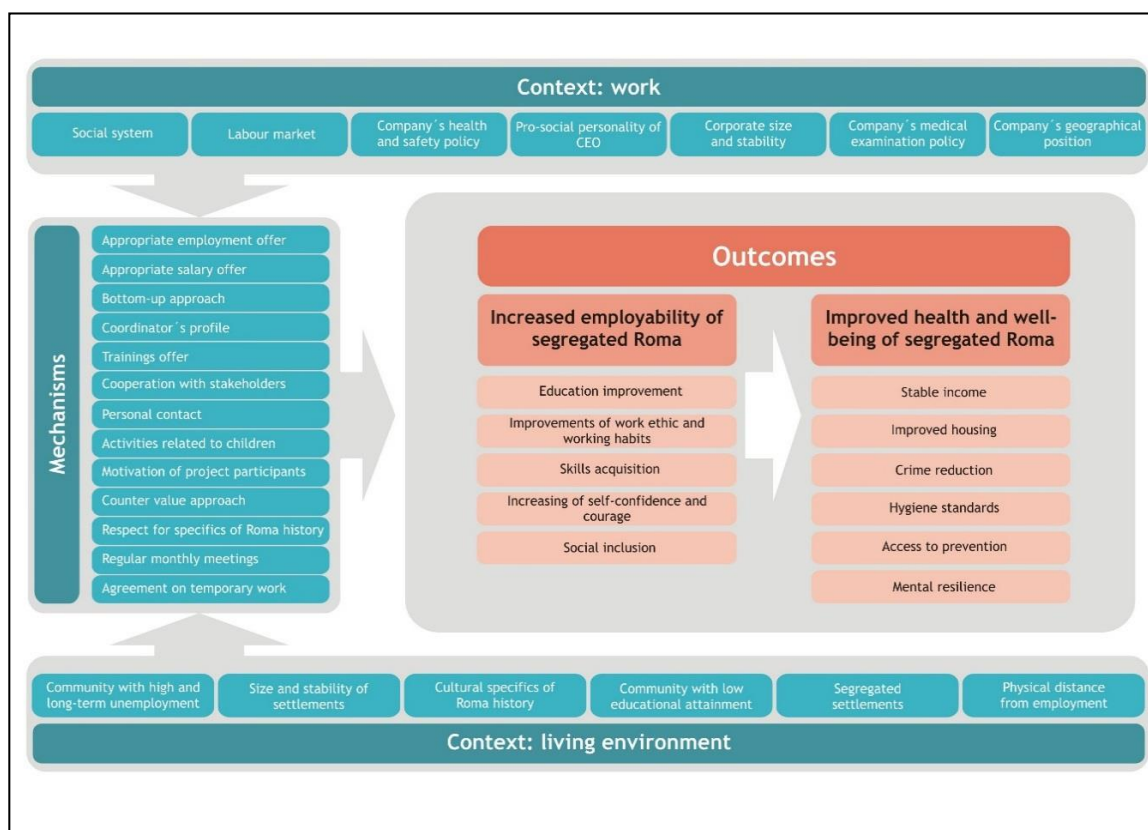 Context: work
Social system
Labour market
Company´s health
and safety policy
Pro-social personality of
CEO
Corporate size
and stability
Company´s medical
examination policy
Company´s geographical
position
Mechanisms
Appropriate employment offer
Appropriate salary offer
Bottom-up approach
Coordinator´s profile
Trainings offer
Cooperation with stakeholders
Personal contact
Activities related to children
Motivation of project participants
Counter value approach
Respect for specifics of Roma history
Regular monthly meetings
Agreement on temporary work
Outcomes
Increased employability of
segregated Roma
Education improvement
Improvements of work ethic and
working habits
Skills acquisition
Increasing of self-confidence and
courage
Social inclusion
Improved health and well-
being of segregated Roma
Stable income
Improved housing
Crime reduction
Hygiene standards
Access to prevention
Mental resilience
Community with high and
long-term unemployment
Size and stability of
settlements
Cultural specifics of
Roma history
Community with low
educational attainment
Segregated
settlements
Physical distance
from employment
Context: living environment